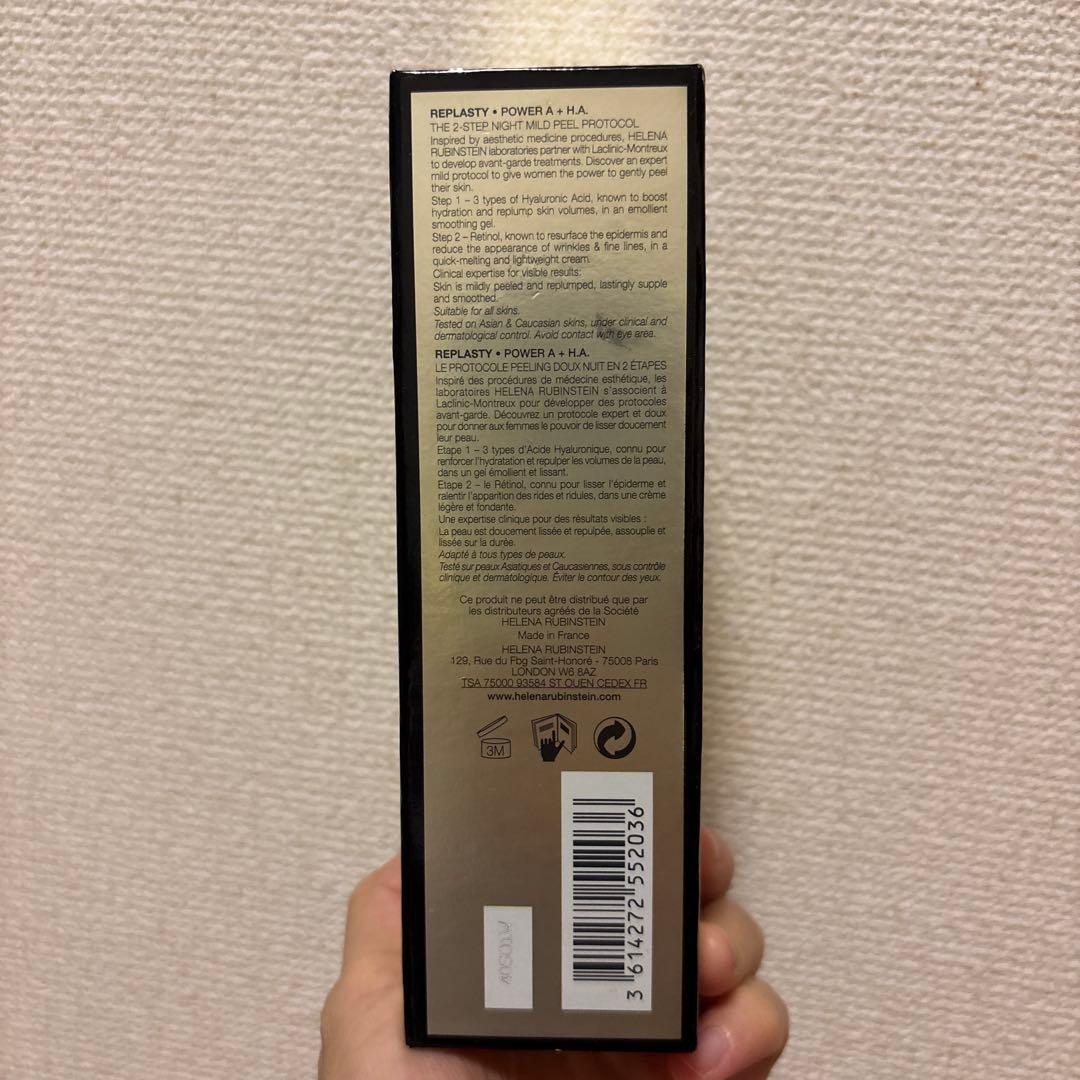 REPLASTY • POWER A + H.A.
THE 2-STEP NIGHT MILD PEEL PROTOCOL
Inspired by aesthetic medicine procedures, HELENA
RUBINSTEIN laboratories partner with Laclinic-Montreux
to develop avant-garde treatments. Discover an expert
mild protocol to give women the power to gently peel
their skin.
Step 1 – 3 types of Hyaluronic Acid, known to boost
hydration and replump skin volumes, in an emollient
smoothing gel.
Step 2 – Retinol, known to resurface the epidermis and
reduce the appearance of wrinkles & fine lines, in a
quick-melting and lightweight cream.
Clinical expertise for visible results:
Skin is mildly peeled and replumped, lastingly supple
and smoothed.
Suitable for all skins.
Tested on Asian & Caucasian skins, under clinical and
dermatological control. Avoid contact with eye area.
REPLASTY • POWER A + H.A.
LE PROTOCOLE PEELING DOUX NUIT EN 2 ÉTAPES
Inspiré des procédures de médecine esthétique, les
laboratoires HELENA RUBINSTEIN s'associent à
Laclinic-Montreux pour développer des protocoles
avant-garde. Découvrez un protocole expert et doux
pour donner aux femmes le pouvoir de lisser doucement
leur peau.
Etape 1 – 3 types d'Acide Hyaluronique, connu pour
renforcer l'hydratation et repulper les volumes de la peau,
dans un gel émollient et lissant.
Etape 2 – le Rétinol, connu pour lisser l'épiderme et
ralentir l'apparition des rides et ridules, dans une crème
légère et fondante.
Une expertise clinique pour des résultats visibles :
La peau est doucement lissée et repulpée, assouplie et
lissée sur la durée.
Adapté à tous types de peaux.
Testé sur peaux Asiatiques et Caucasiennes, sous contrôle
clinique et dermatologique. Éviter le contour des yeux.
Ce produit ne peut être distribué que par
les distributeurs agréés de la Société
HELENA RUBINSTEIN
Made in France
HELENA RUBINSTEIN
129, Rue du Fbg Saint-Honoré - 75008 Paris
LONDON W6 8AZ
TSA 75000 93584 ST OUEN CEDEX FR
www.helenarubinstein.com
3M
3 614272 552036